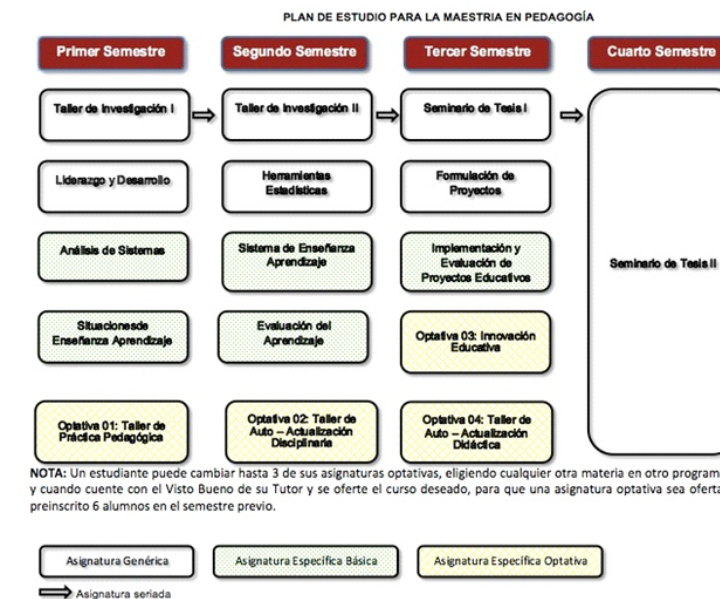 PLAN DE ESTUDIO PARA LA MAESTRIA EN PEDAGOGÍA
Primer Semestre
Segundo Semestre
Tercer Semestre
Cuarto Semestre
Taller de Investigación I
Taller de Investigación II
Seminario de Tesis I
Liderazgo y Desarrollo
Herramientas
Estadísticas
Formulación de
Proyectos
Análisis de Sistemas
Sistema de Enseñanza
Aprendizaje
Implementación y
Evaluación de
Proyectos Educativos
Seminario de Tesis II
Situacionesde
Enseñanza Aprendizaje
Evaluación del
Aprendizaje
Optativa 03: Innovación
Educativa
Optativa 01: Taller de
Práctica Pedagógica
Optativa 02: Taller de
Auto – Actualización
Disciplinaria
Optativa 04: Taller de
Auto – Actualización
Didáctica
NOTA: Un estudiante puede cambiar hasta 3 de sus asignaturas optativas, eligiendo cualquier otra materia en otro program
y cuando cuente con el Visto Bueno de su Tutor y se oferte el curso deseado, para que una asignatura optativa sea oferta
preinscrito 6 alumnos en el semestre previo.
Asignatura Genérica
Asignatura Específica Básica
Asignatura Específica Optativa
Asignatura seriada